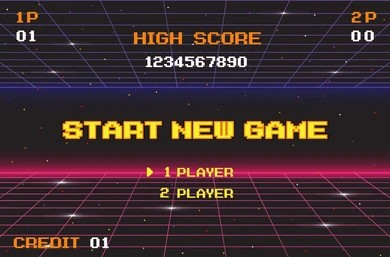 1P
2P
01
HIGH SCORE
00
1234567890
START NEW GAME
1 PLAYER
2 PLAYER
CREDIT 01